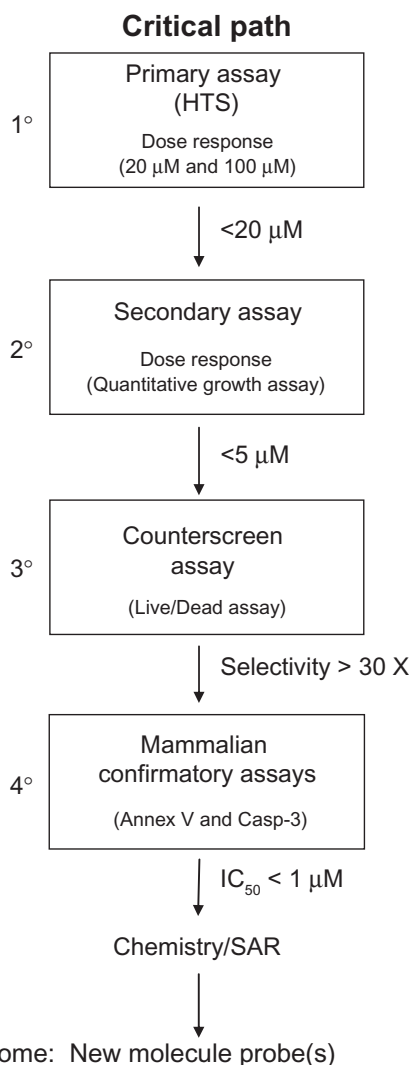 Critical path
Primary assay
(HTS)
1°
Dose response
(20 μM and 100 μM)
<20 μM
Secondary assay
2°
Dose response
(Quantitative growth assay)
<5 μM
Counterscreen
assay
3°
(Live/Dead assay)
Selectivity > 30 X
Mammalian
confirmatory assays
4°
(Annex V and Casp-3)
IC50 < 1 μM
Chemistry/SAR
ome: New molecule probe(s)